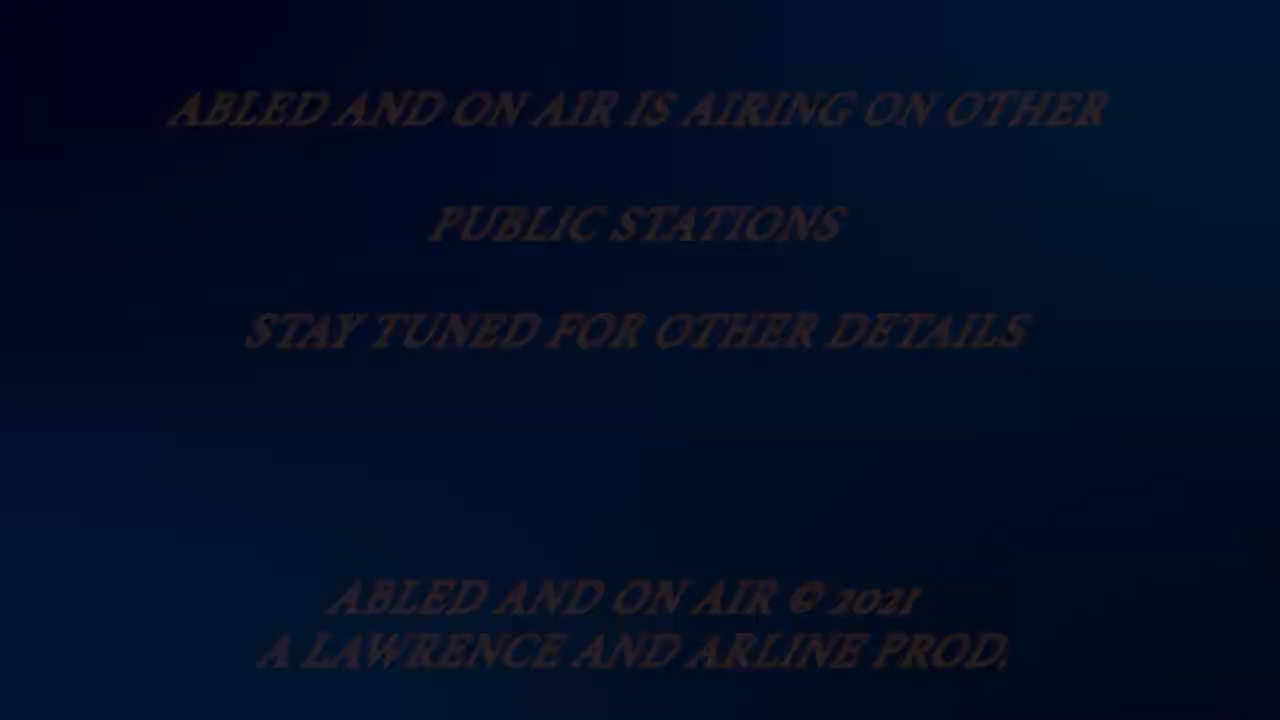 ABLED AND ON AIR IS AIRING ON OTHER
PUBLIC STATIONS
STAY TUNED FOR OTHER DETAILS
ABLED AND ON AIR © 2021
A LAWRENCE AND ARLINE PROD.